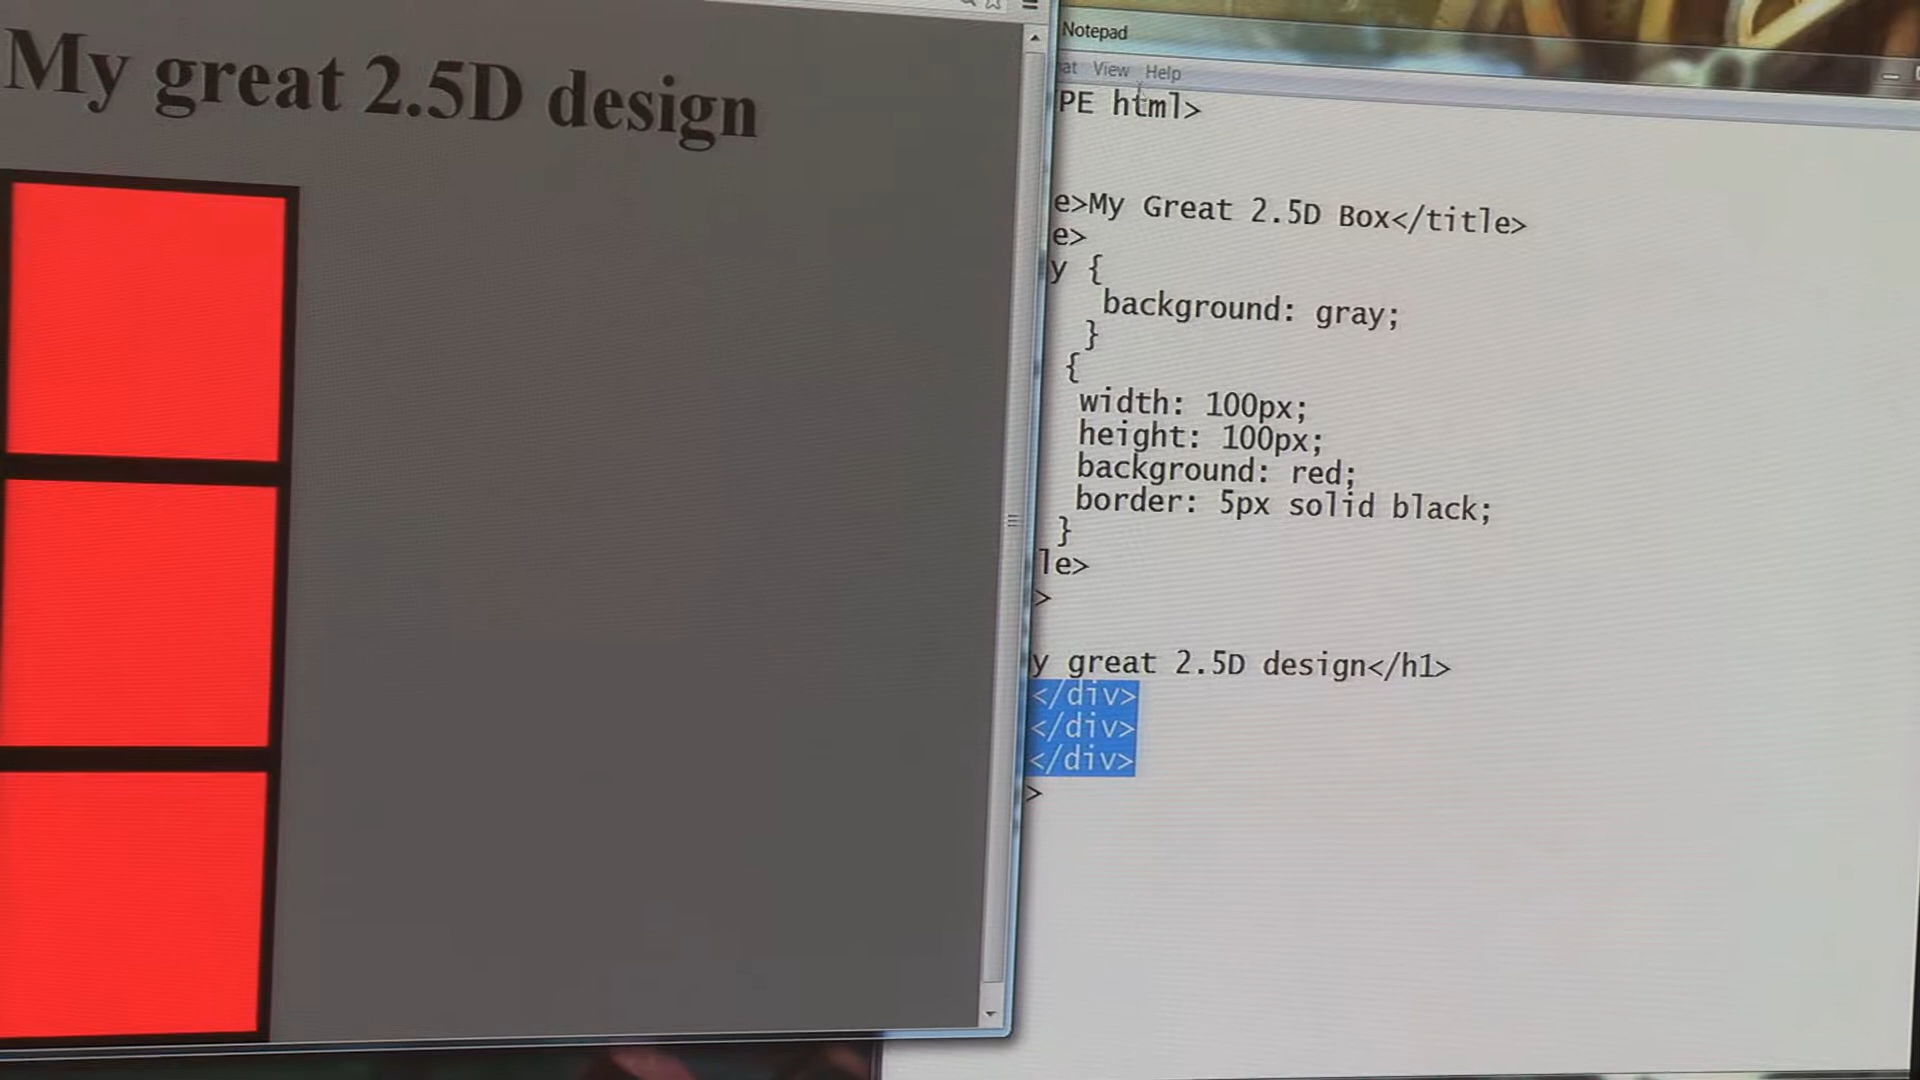 My great 2.5D design
Notepad
at View Help
PE html>
e>My Great 2.5D Box</title>
e>
y {
background: gray;
}
{
width: 100px;
height: 100px;
background: red;
border: 5px solid black;
}
le>
>
y great 2.5D design</h1>
</div>
</div>
</div>
>